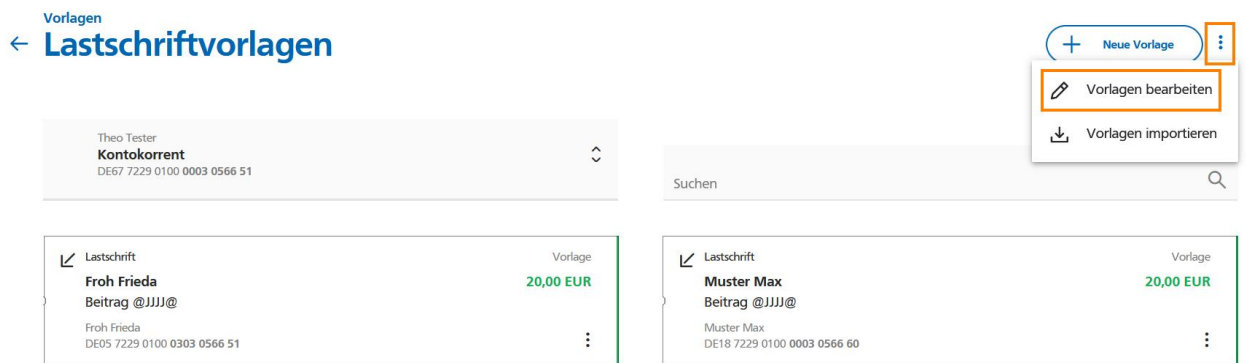 Vorlagen
Lastschriftvorlagen
Neue Vorlage
Vorlagen bearbeiten
Vorlagen importieren
Theo Tester
Kontokorrent
DE67 7229 0100 0003 0566 51
Suchen
Lastschrift Vorlage
Froh Frieda 20,00 EUR
Beitrag @JJJJ@
Froh Frieda
DE05 7229 0100 0303 0566 51
Lastschrift Vorlage
Muster Max 20,00 EUR
Beitrag @JJJJ@
Muster Max
DE18 7229 0100 0003 0566 60